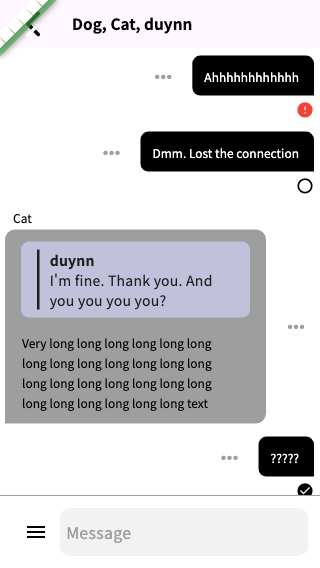 Dog, Cat, duynn
Ahhhhhhhhhhhh
Dmm. Lost the connection
Cat
duynn
I'm fine. Thank you. And
you you you you?
Very long long long long long long
long long long long long long long
long long long long long long long
long long long long long long text
?????
Message